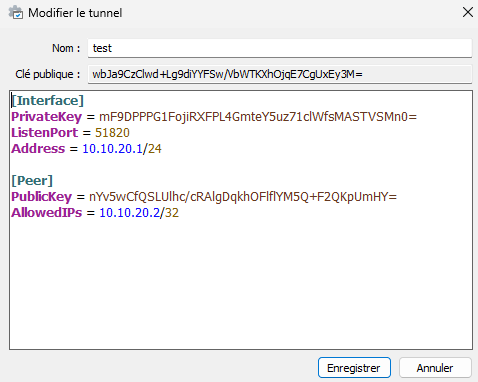 Modifier le tunnel
Nom : test
Clé publique : wbJa9CzClwd+Lg9diYYFSw/VbWTKXhOjqE7CgUxEy3M=
[Interface]
PrivateKey = mF9DPPPG1FojiRXFPL4GmteY5uz71clWfsMASTVSMn0=
ListenPort = 51820
Address = 10.10.20.1/24
[Peer]
PublicKey = nYv5wCfQSLUlhc/cRAlgDqkhOFlflYM5Q+F2QKpUmHY=
AllowedIPs = 10.10.20.2/32
Enregistrer
Annuler